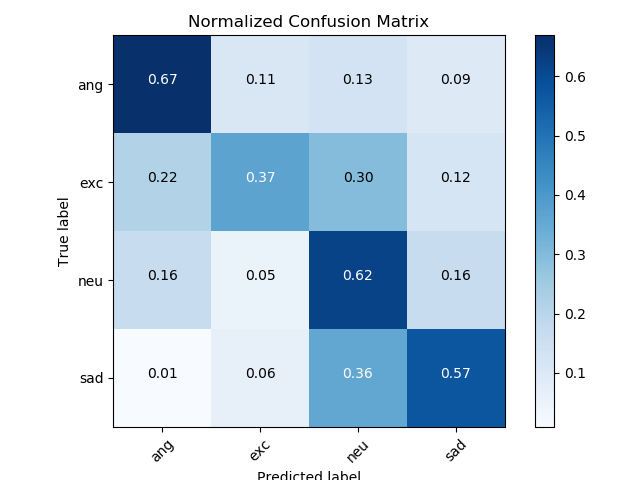 Normalized Confusion Matrix
True label
ang 0.67 0.11 0.13 0.09
exc 0.22 0.37 0.30 0.12
neu 0.16 0.05 0.62 0.16
sad 0.01 0.06 0.36 0.57
ang exc neu sad
Predicted label
0.6
0.5
0.4
0.3
0.2
0.1